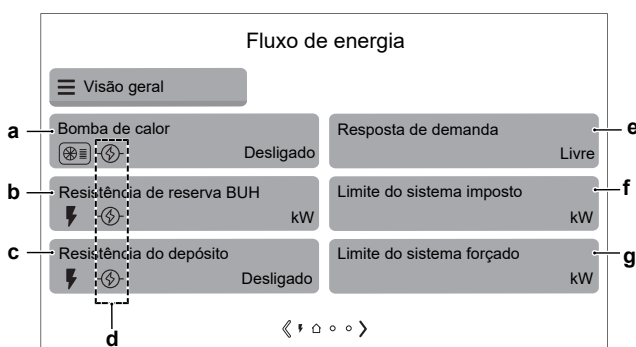 Fluxo de energia
Visão geral
a
Bomba de calor
Desligado
Resposta de demanda
Livre
e
b
Resistência de reserva BUH
kW
Limite do sistema imposto
kW
f
c
Resistência do depósito
Desligado
Limite do sistema forçado
kW
g
d